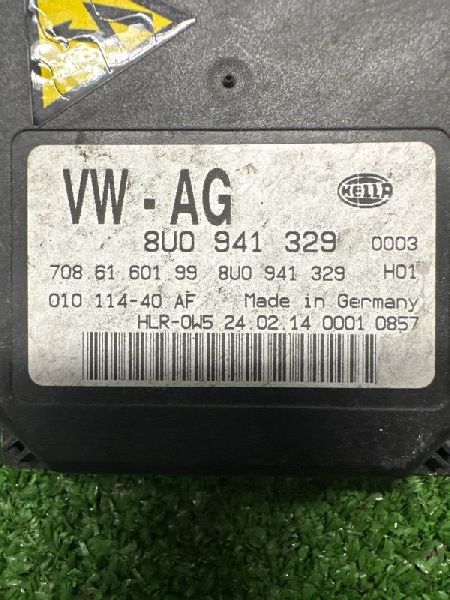 VW - AG
HELLA
8U0 941 329 0003
708 61 601 99 8U0 941 329 H01
010 114-40 AF Made in Germany
HLR-0W5 24.02.14 0001 0857